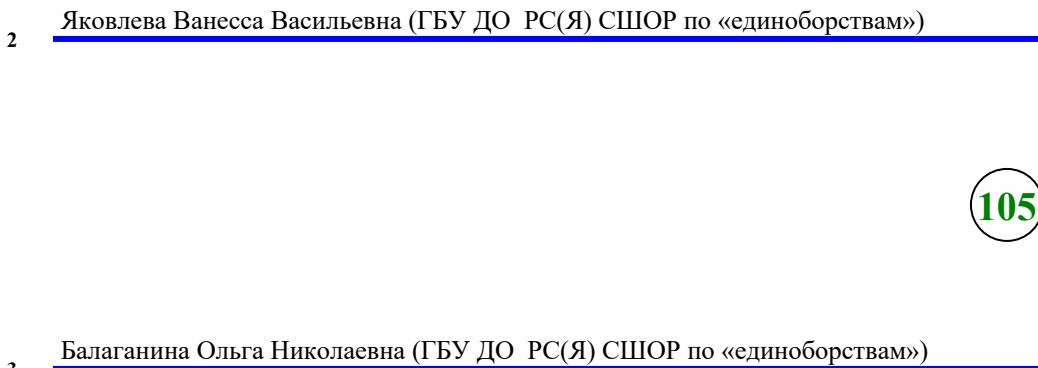 Яковлева Ванесса Васильевна (ГБУ ДО РС(Я) СШОР по «единоборствам»)
2
105
Балаганина Ольга Николаевна (ГБУ ДО РС(Я) СШОР по «единоборствам»)